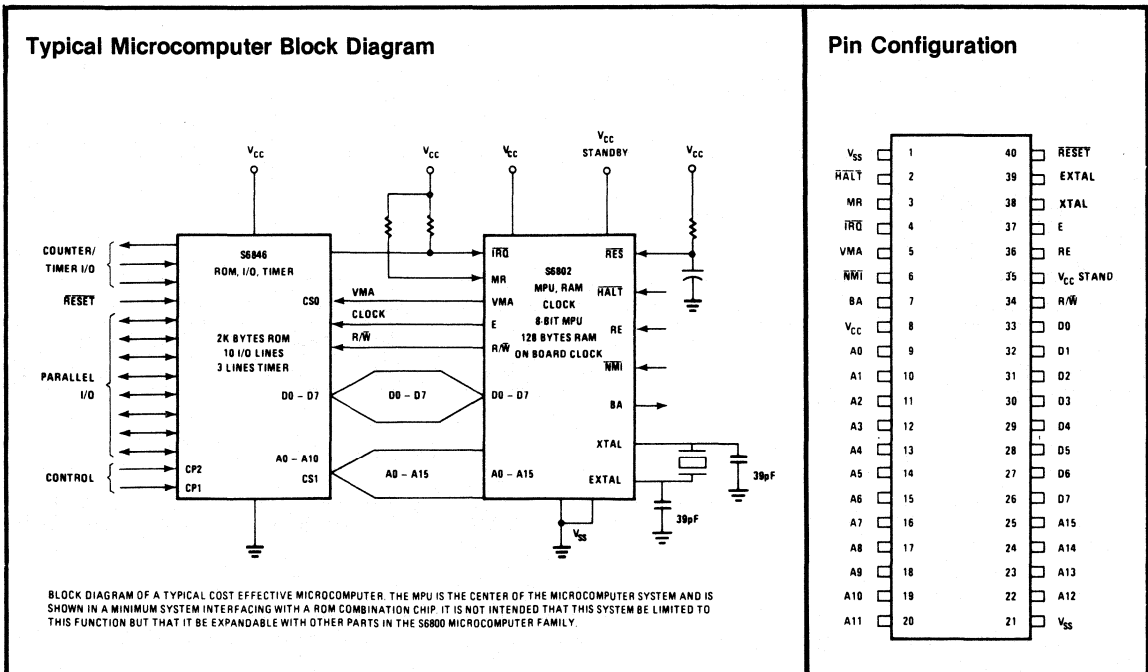 Typical Microcomputer Block Diagram
VCC
VCC
VCC
VCC STANDBY
VCC
COUNTER/
TIMER I/O
RESET
PARALLEL
I/O
CONTROL
S6846
ROM, I/O, TIMER
CS0
2K BYTES ROM
10 I/O LINES
3 LINES TIMER
D0 – D7
A0 – A10
CS1
CP2
CP1
VMA
CLOCK
R/W̅
D0 – D7
A0 – A15
I̅R̅Q̅
MR
VMA
E
R/W̅
D0 – D7
A0 – A15
S6802
MPU, RAM
CLOCK
8-BIT MPU
128 BYTES RAM
ON BOARD CLOCK
R̅E̅S̅
H̅A̅L̅T̅
RE
N̅M̅I̅
BA
XTAL
EXTAL
39pF
39pF
VSS
BLOCK DIAGRAM OF A TYPICAL COST EFFECTIVE MICROCOMPUTER. THE MPU IS THE CENTER OF THE MICROCOMPUTER SYSTEM AND IS
SHOWN IN A MINIMUM SYSTEM INTERFACING WITH A ROM COMBINATION CHIP. IT IS NOT INTENDED THAT THIS SYSTEM BE LIMITED TO
THIS FUNCTION BUT THAT IT BE EXPANDABLE WITH OTHER PARTS IN THE S6800 MICROCOMPUTER FAMILY.
Pin Configuration
VSS 1 40 R̅E̅S̅E̅T̅
H̅A̅L̅T̅ 2 39 EXTAL
MR 3 38 XTAL
I̅R̅Q̅ 4 37 E
VMA 5 36 RE
N̅M̅I̅ 6 35 VCC STAND
BA 7 34 R/W̅
VCC 8 33 D0
A0 9 32 D1
A1 10 31 D2
A2 11 30 D3
A3 12 29 D4
A4 13 28 D5
A5 14 27 D6
A6 15 26 D7
A7 16 25 A15
A8 17 24 A14
A9 18 23 A13
A10 19 22 A12
A11 20 21 VSS